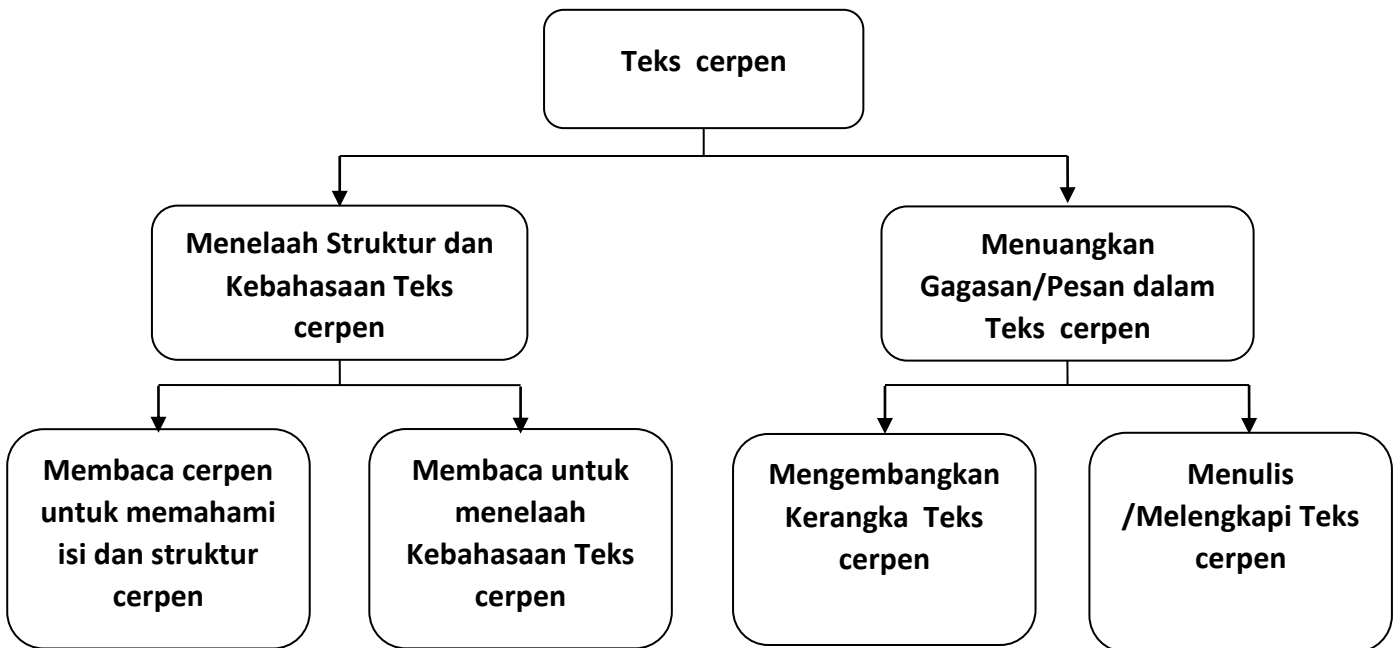 Teks cerpen
Menelaah Struktur dan
Kebahasaan Teks
cerpen
Menuangkan
Gagasan/Pesan dalam
Teks cerpen
Membaca cerpen
untuk memahami
isi dan struktur
cerpen
Membaca untuk
menelaah
Kebahasaan Teks
cerpen
Mengembangkan
Kerangka Teks
cerpen
Menulis
/Melengkapi Teks
cerpen